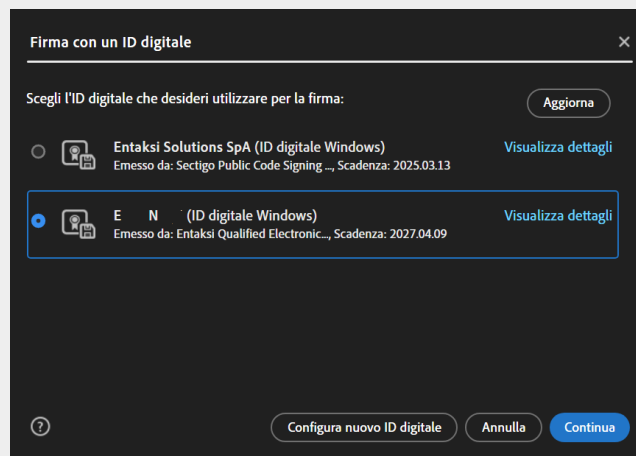 Firma con un ID digitale
Scegli l'ID digitale che desideri utilizzare per la firma:
Aggiorna
Entaksi Solutions SpA (ID digitale Windows)
Visualizza dettagli
Emesso da: Sectigo Public Code Signing ..., Scadenza: 2025.03.13
E N (ID digitale Windows)
Visualizza dettagli
Emesso da: Entaksi Qualified Electronic..., Scadenza: 2027.04.09
Configura nuovo ID digitale
Annulla
Continua